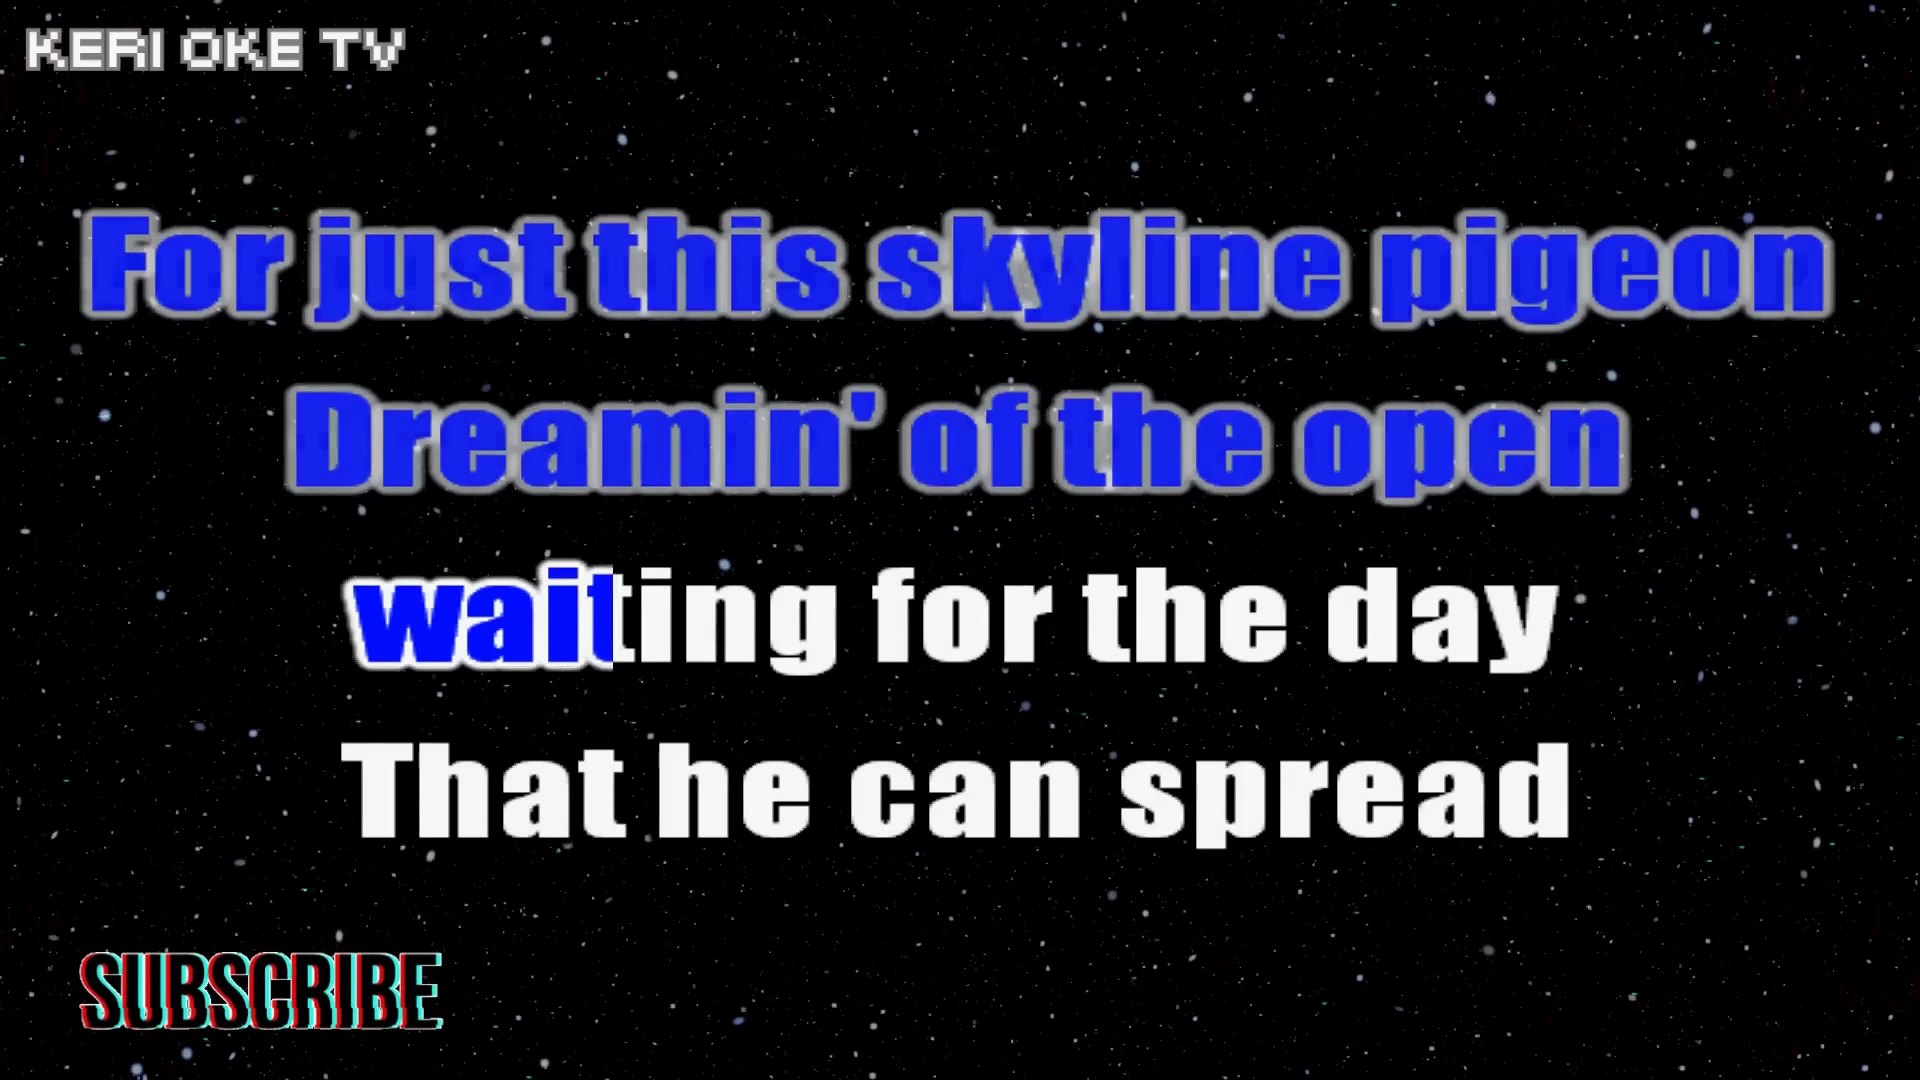 KERI OKE TV
For just this skyline pigeon
Dreamin' of the open
waiting for the day
That he can spread
SUBSCRIBE